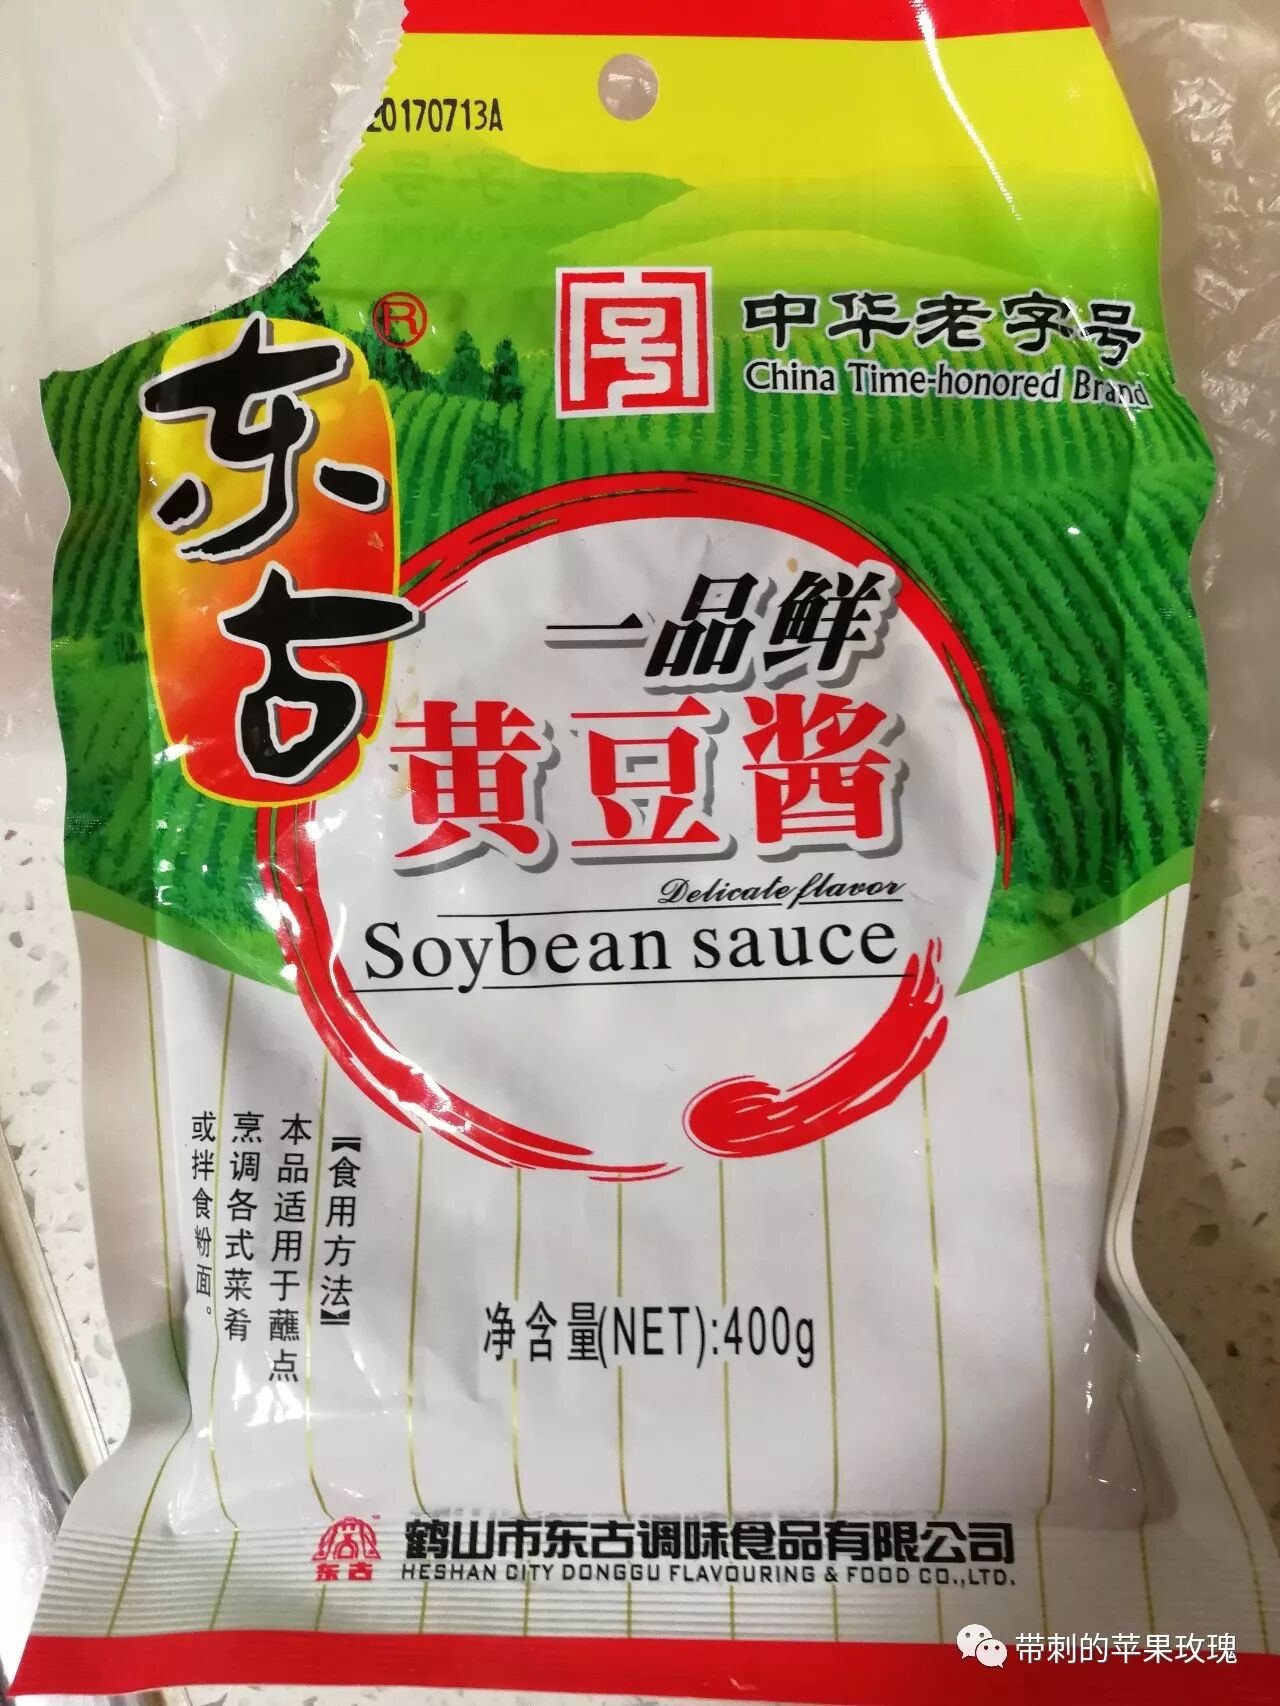 20170713A
中华老字号
China Time-honored Brand
东古
®
一品鲜
黄豆酱
Delicate flavor
Soybean sauce
【食用方法】
本品适用于蘸点
烹调各式菜肴
或拌食粉面。
净含量(NET):400g
东古
鹤山市东古调味食品有限公司
HESHAN CITY DONGGU FLAVOURING & FOOD CO.,LTD.
带刺的苹果玫瑰